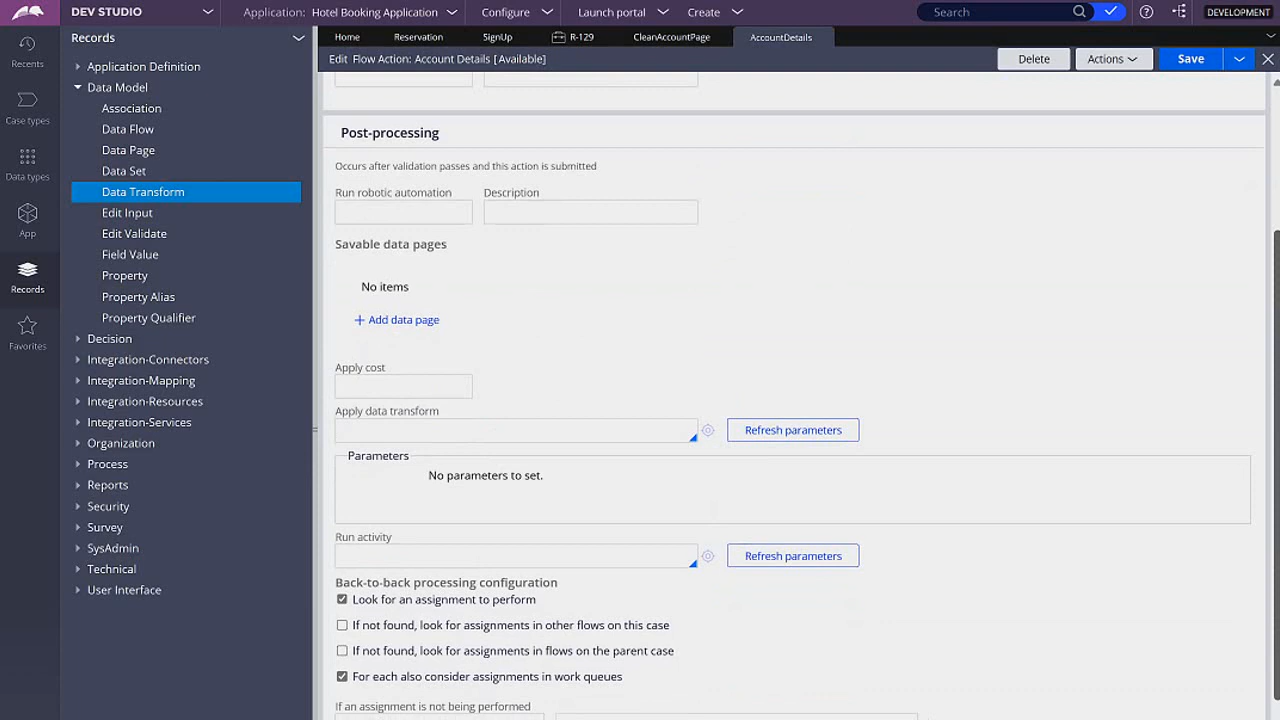 DEV STUDIO
Application: Hotel Booking Application
Configure
Launch portal
Create
Search
DEVELOPMENT
Recents
Case types
Data types
App
Records
Favorites
Records
Application Definition
Data Model
Association
Data Flow
Data Page
Data Set
Data Transform
Edit Input
Edit Validate
Field Value
Property
Property Alias
Property Qualifier
Decision
Integration-Connectors
Integration-Mapping
Integration-Resources
Integration-Services
Organization
Process
Reports
Security
Survey
SysAdmin
Technical
User Interface
Home
Reservation
SignUp
R-129
CleanAccountPage
AccountDetails
Edit Flow Action: Account Details [Available]
Delete
Actions
Save
Post-processing
Occurs after validation passes and this action is submitted
Run robotic automation
Description
Savable data pages
No items
+ Add data page
Apply cost
Apply data transform
Refresh parameters
Parameters
No parameters to set.
Run activity
Refresh parameters
Back-to-back processing configuration
Look for an assignment to perform
If not found, look for assignments in other flows on this case
If not found, look for assignments in flows on the parent case
For each also consider assignments in work queues
If an assignment is not being performed